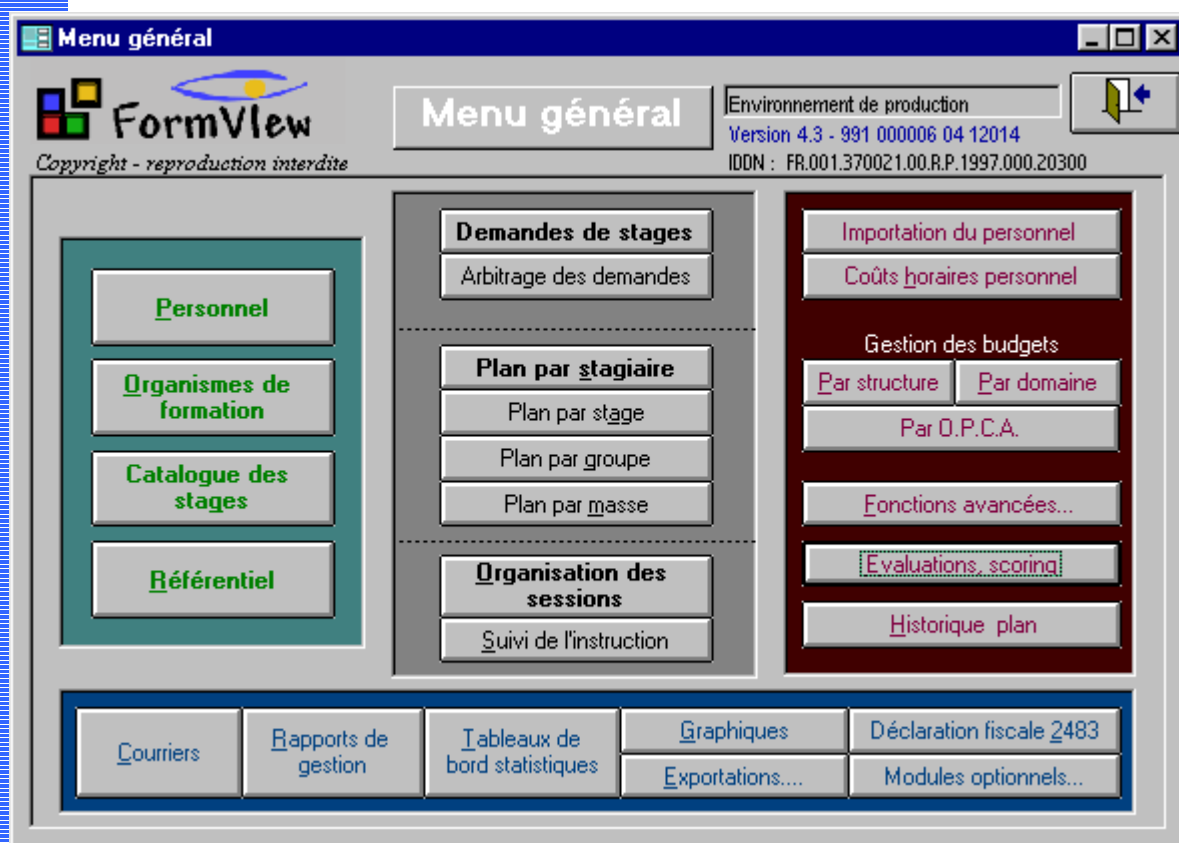 Menu général
FormVIew
Copyright - reproduction interdite
Menu général
Environnement de production
Version 4.3 - 991 000006 04 12014
IDDN : FR.001.370021.00.R.P.1997.000.20300
Personnel
Organismes de
formation
Catalogue des
stages
Référentiel
Demandes de stages
Arbitrage des demandes
Plan par stagiaire
Plan par stage
Plan par groupe
Plan par masse
Organisation des
sessions
Suivi de l'instruction
Importation du personnel
Coûts horaires personnel
Gestion des budgets
Par structure
Par domaine
Par O.P.C.A.
Fonctions avancées...
Evaluations, scoring
Historique plan
Courriers
Rapports de
gestion
Tableaux de
bord statistiques
Graphiques
Exportations....
Déclaration fiscale 2483
Modules optionnels...